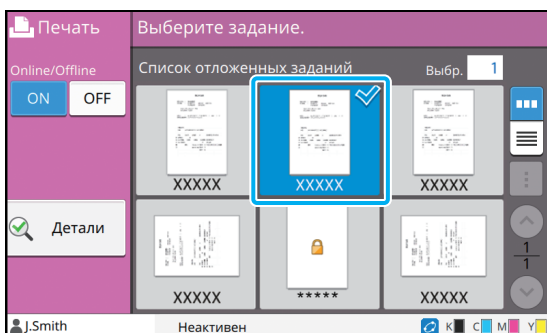 Печать
Выберите задание.
Online/Offline
ON OFF
Список отложенных заданий
Выбр. 1
XXXXX XXXXX XXXXX
Детали
XXXXX ***** XXXXX
1
1
J.Smith
Неактивен
K C M Y